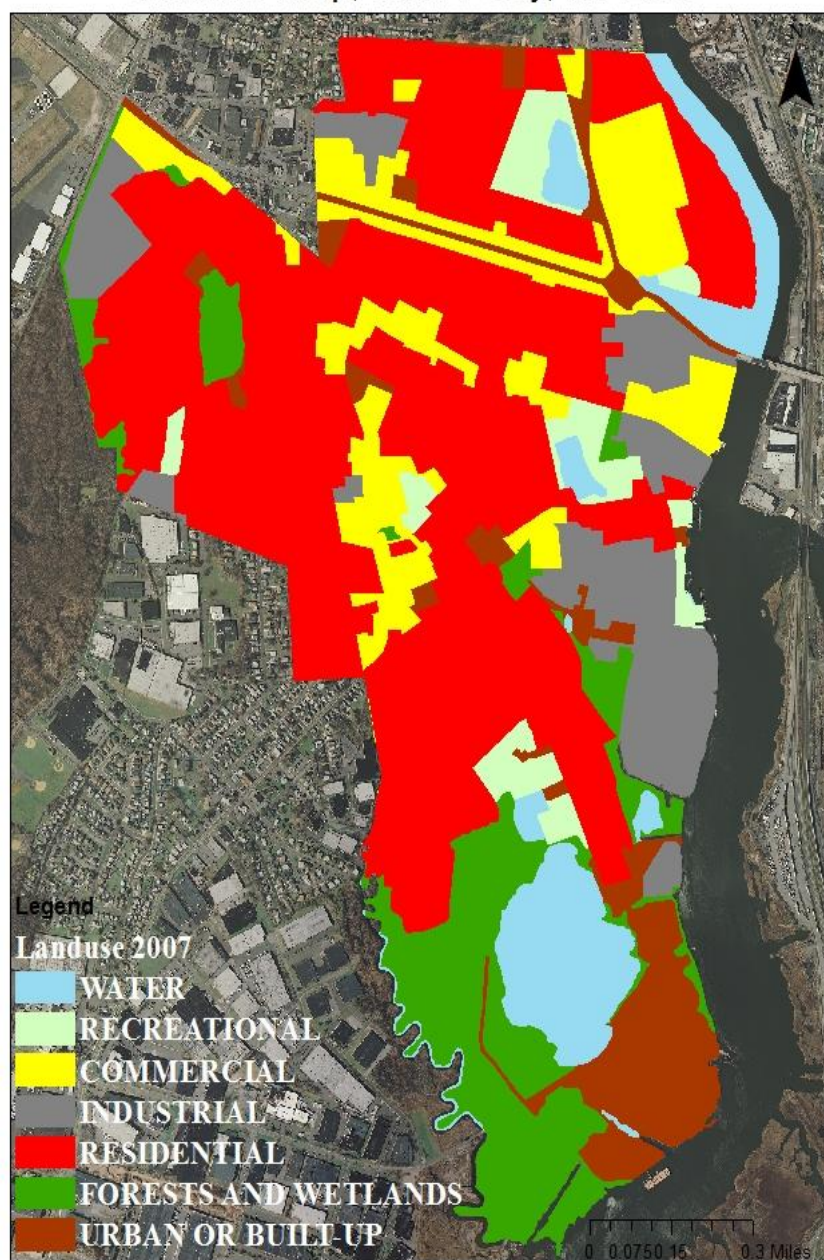 N
Legend
Landuse 2007
WATER
RECREATIONAL
COMMERCIAL
INDUSTRIAL
RESIDENTIAL
FORESTS AND WETLANDS
URBAN OR BUILT-UP
0 0.075 0.15 0.3 Miles